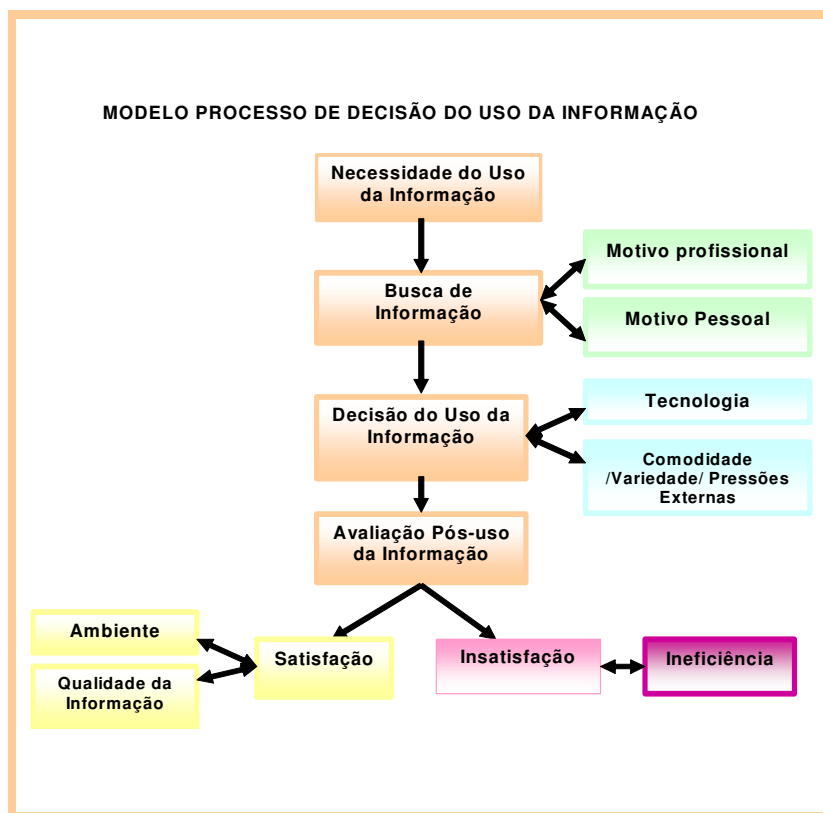 MODELO PROCESSO DE DECISÃO DO USO DA INFORMAÇÃO
Necessidade do Uso
da Informação
Motivo profissional
Busca de
Informação
Motivo Pessoal
Tecnologia
Decisão do Uso da
Informação
Comodidade
/Variedade/ Pressões
Externas
Avaliação Pós-uso
da Informação
Ambiente
Satisfação
Insatisfação
Ineficiência
Qualidade da
Informação